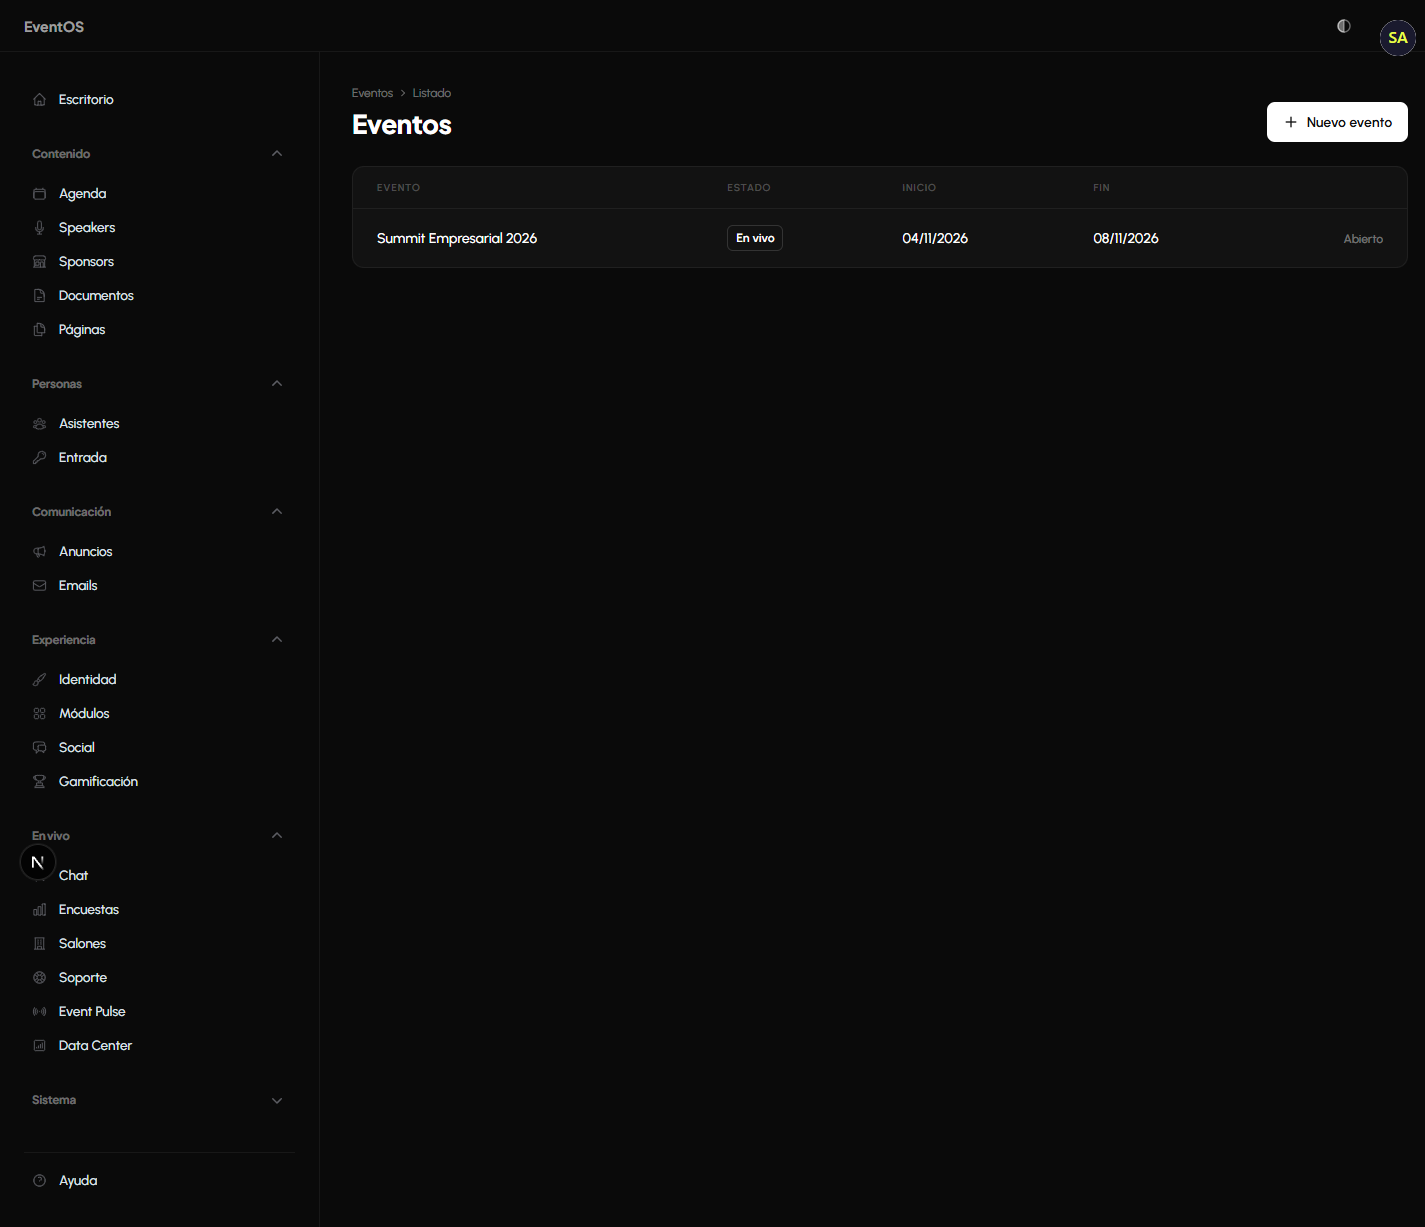 EventOS
SA
Escritorio
Contenido
Agenda
Speakers
Sponsors
Documentos
Páginas
Personas
Asistentes
Entrada
Comunicación
Anuncios
Emails
Experiencia
Identidad
Módulos
Social
Gamificación
En vivo
N
Chat
Encuestas
Salones
Soporte
Event Pulse
Data Center
Sistema
Ayuda
Eventos > Listado
Eventos
+ Nuevo evento
EVENTO ESTADO INICIO FIN
Summit Empresarial 2026 En vivo 04/11/2026 08/11/2026 Abierto